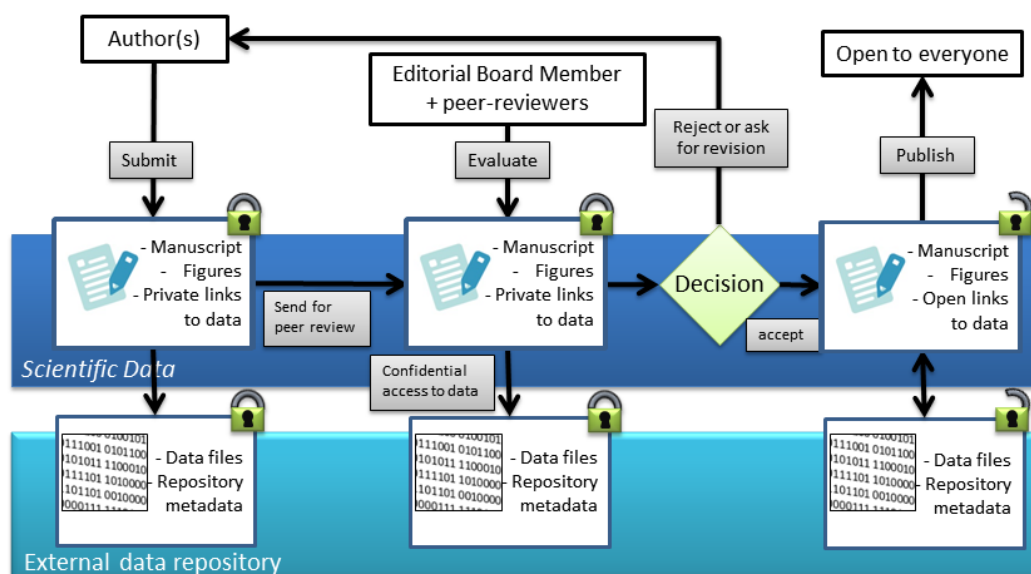 Author(s)
Editorial Board Member
+ peer-reviewers
Open to everyone
Submit
Evaluate
Reject or ask
for revision
Publish
- Manuscript
- Figures
- Private links
to data
- Manuscript
- Figures
- Private links
to data
Decision
- Manuscript
- Figures
- Open links
to data
Send for
peer review
accept
Scientific Data
Confidential
access to data
- Data files
- Repository
metadata
- Data files
- Repository
metadata
- Data files
- Repository
metadata
External data repository